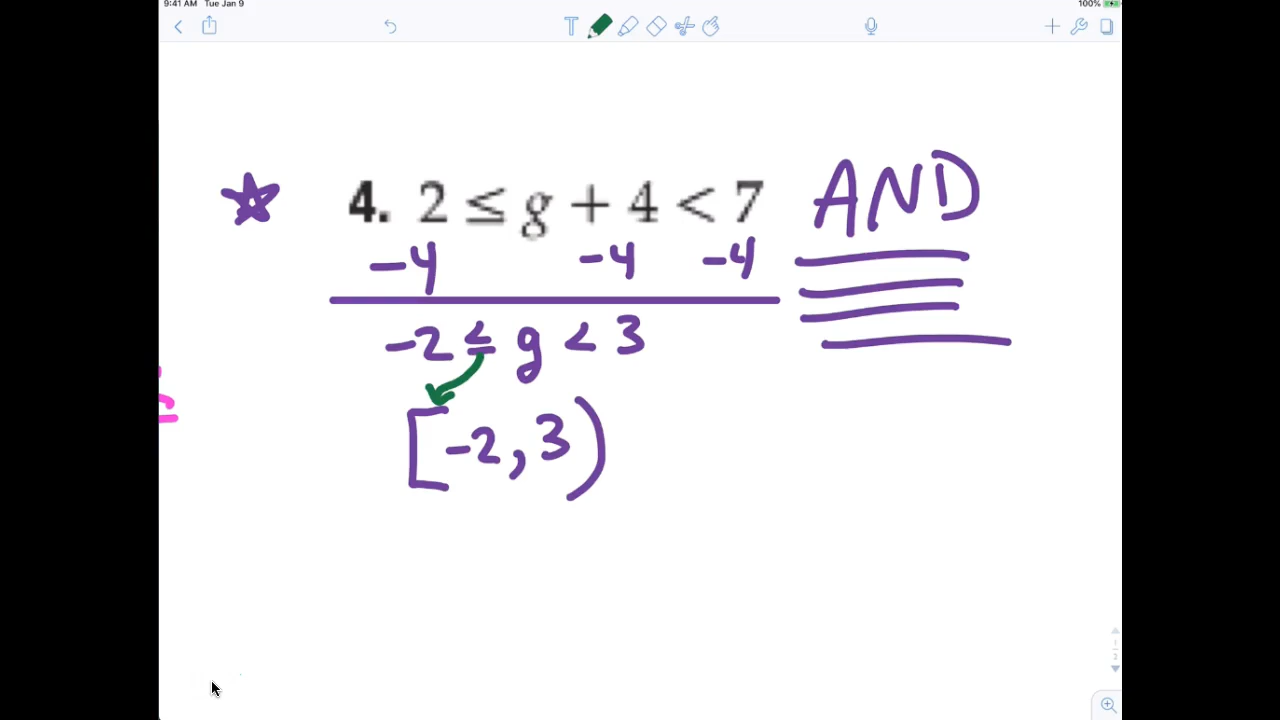 9:41 AM Tue Jan 9 100%
T
4. 2 ≤ g + 4 < 7 AND
-4 -4 -4
-2 ≤ g < 3
[-2, 3)